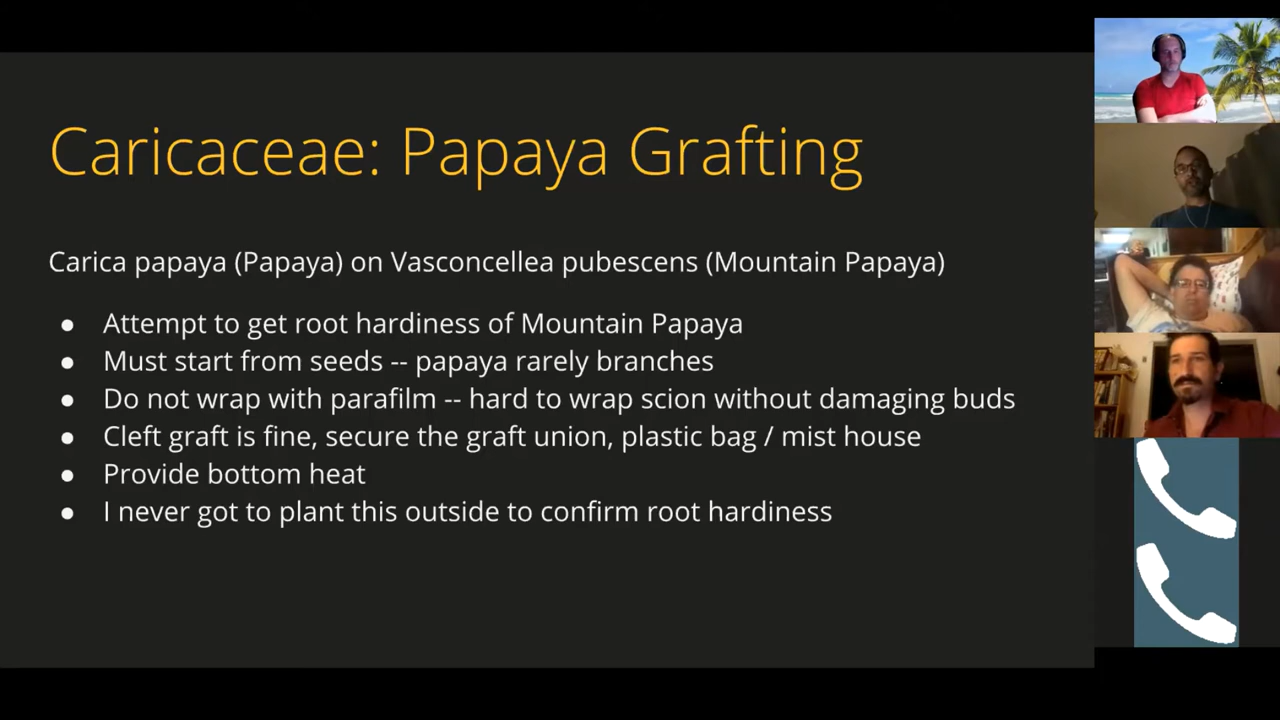 Caricaceae: Papaya Grafting
Carica papaya (Papaya) on Vasconcellea pubescens (Mountain Papaya)
● Attempt to get root hardiness of Mountain Papaya
● Must start from seeds -- papaya rarely branches
● Do not wrap with parafilm -- hard to wrap scion without damaging buds
● Cleft graft is fine, secure the graft union, plastic bag / mist house
● Provide bottom heat
● I never got to plant this outside to confirm root hardiness